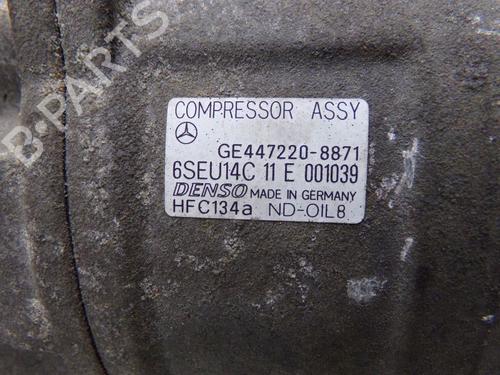 B-PARTS
COMPRESSOR ASSY
GE447220-8871
6SEU14C 11 E 001039
DENSO MADE IN GERMANY
HFC134a ND-OIL8